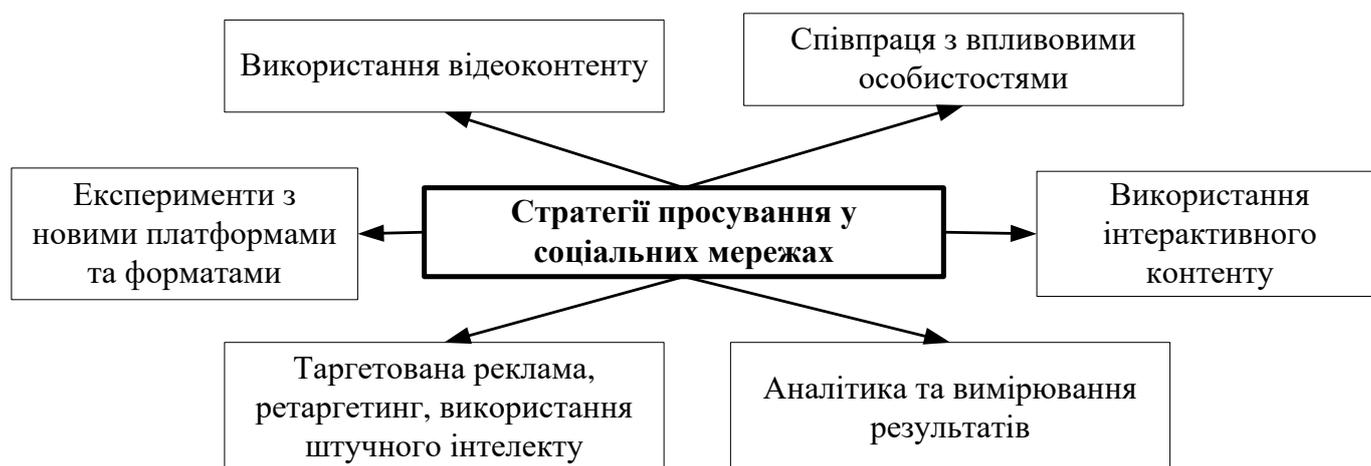 Використання відеоконтенту
Співпраця з впливовими
особистостями
Експерименти з
новими платформами
та форматами
Стратегії просування у
соціальних мережах
Використання
інтерактивного
контенту
Таргетована реклама,
ретаргетинг, використання
штучного інтелекту
Аналітика та вимірювання
результатів